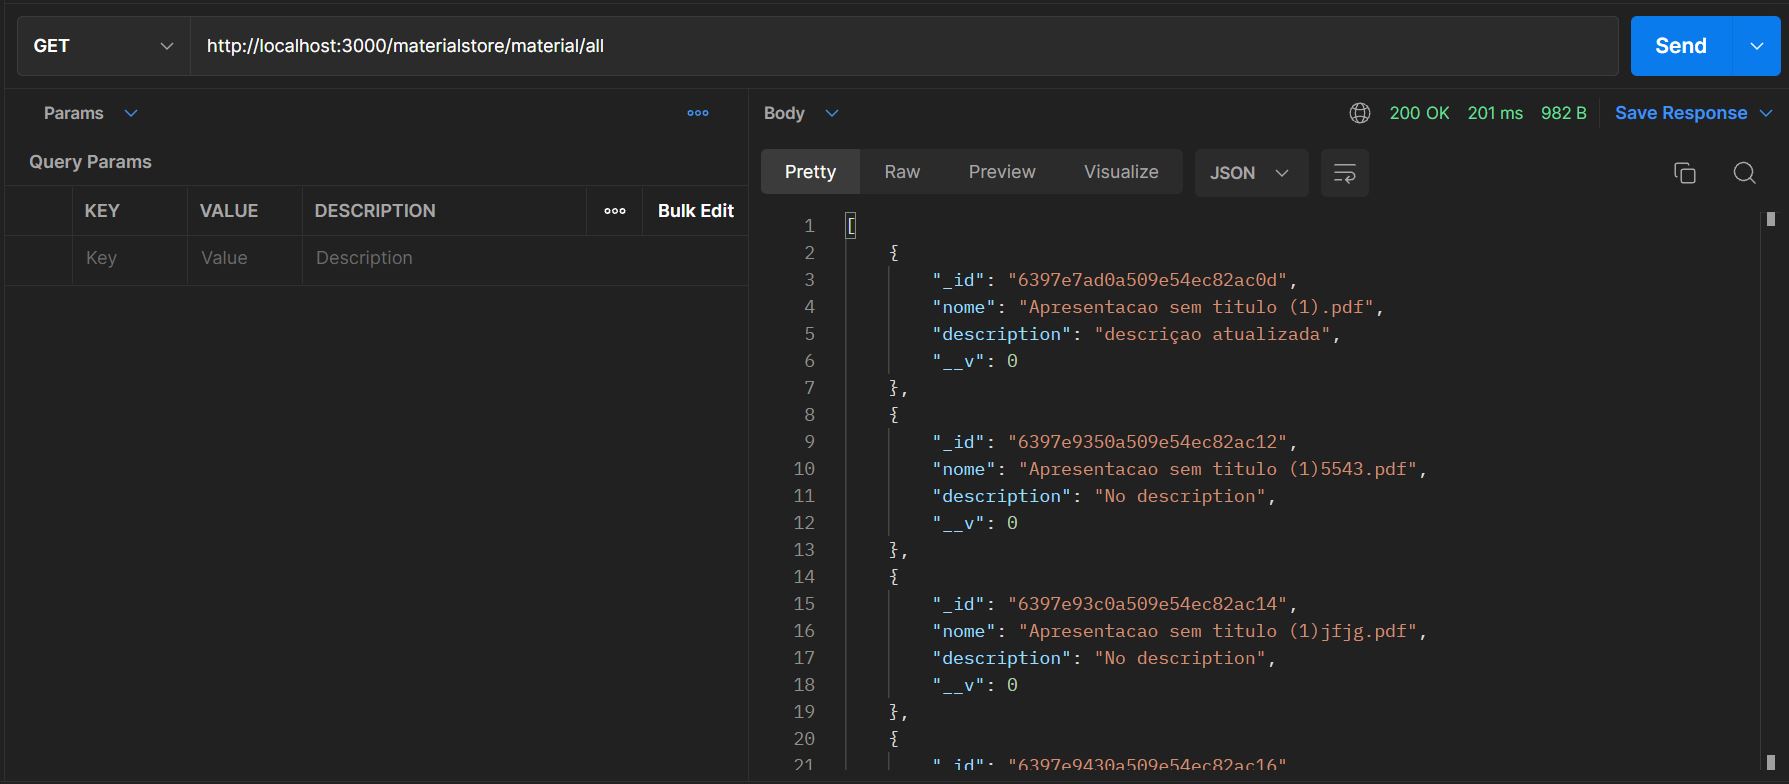 GET http://localhost:3000/materialstore/material/all Send
Params Body 200 OK 201 ms 982 B Save Response
Query Params
Pretty Raw Preview Visualize JSON
KEY VALUE DESCRIPTION Bulk Edit
Key Value Description
1 [
2 {
3 "_id": "6397e7ad0a509e54ec82ac0d",
4 "nome": "Apresentacao sem titulo (1).pdf",
5 "description": "descriçao atualizada",
6 "__v": 0
7 },
8 {
9 "_id": "6397e9350a509e54ec82ac12",
10 "nome": "Apresentacao sem titulo (1)5543.pdf",
11 "description": "No description",
12 "__v": 0
13 },
14 {
15 "_id": "6397e93c0a509e54ec82ac14",
16 "nome": "Apresentacao sem titulo (1)jfjg.pdf",
17 "description": "No description",
18 "__v": 0
19 },
20 {
21 "_id": "6397e9430a509e54ec82ac16"